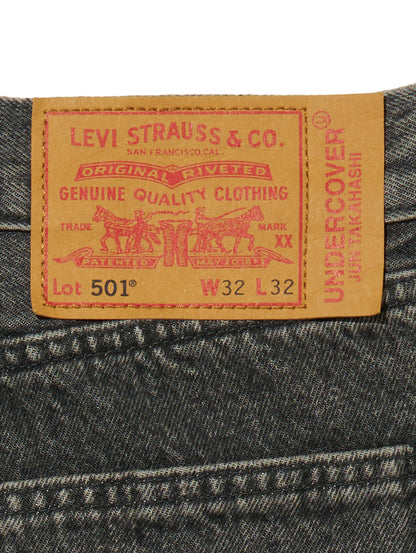 LEVI STRAUSS & CO.
SAN FRANCISCO, CAL.
ORIGINAL RIVETED
GENUINE QUALITY CLOTHING
TRADE MARK
XX
PATENTED MAY 20 1873
Lot 501® W32 L32
UNDERCOVER
JUN TAKAHASHI